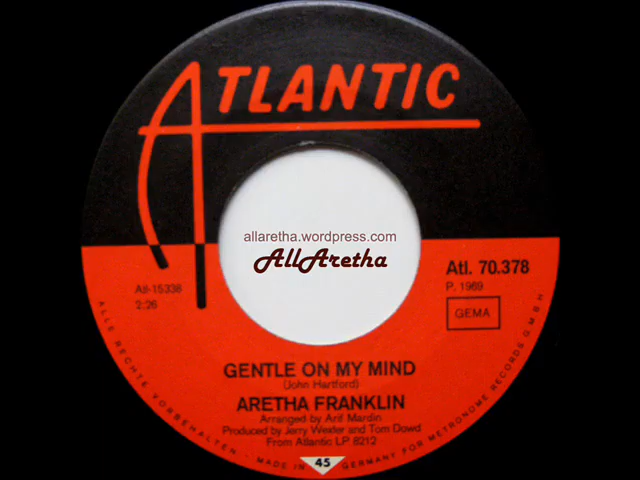 ATLANTIC
allaretha.wordpress.com
AllAretha
Atl-15338
2:26
Atl. 70.378
P. 1969
GEMA
GENTLE ON MY MIND
(John Hartford)
ARETHA FRANKLIN
Arranged by Arif Mardin
Produced by Jerry Wexler and Tom Dowd
From Atlantic LP 8212
ALLE RECHTE VORBEHALTEN · MADE IN GERMANY FOR METRONOME RECORDS G.M.B.H.
45